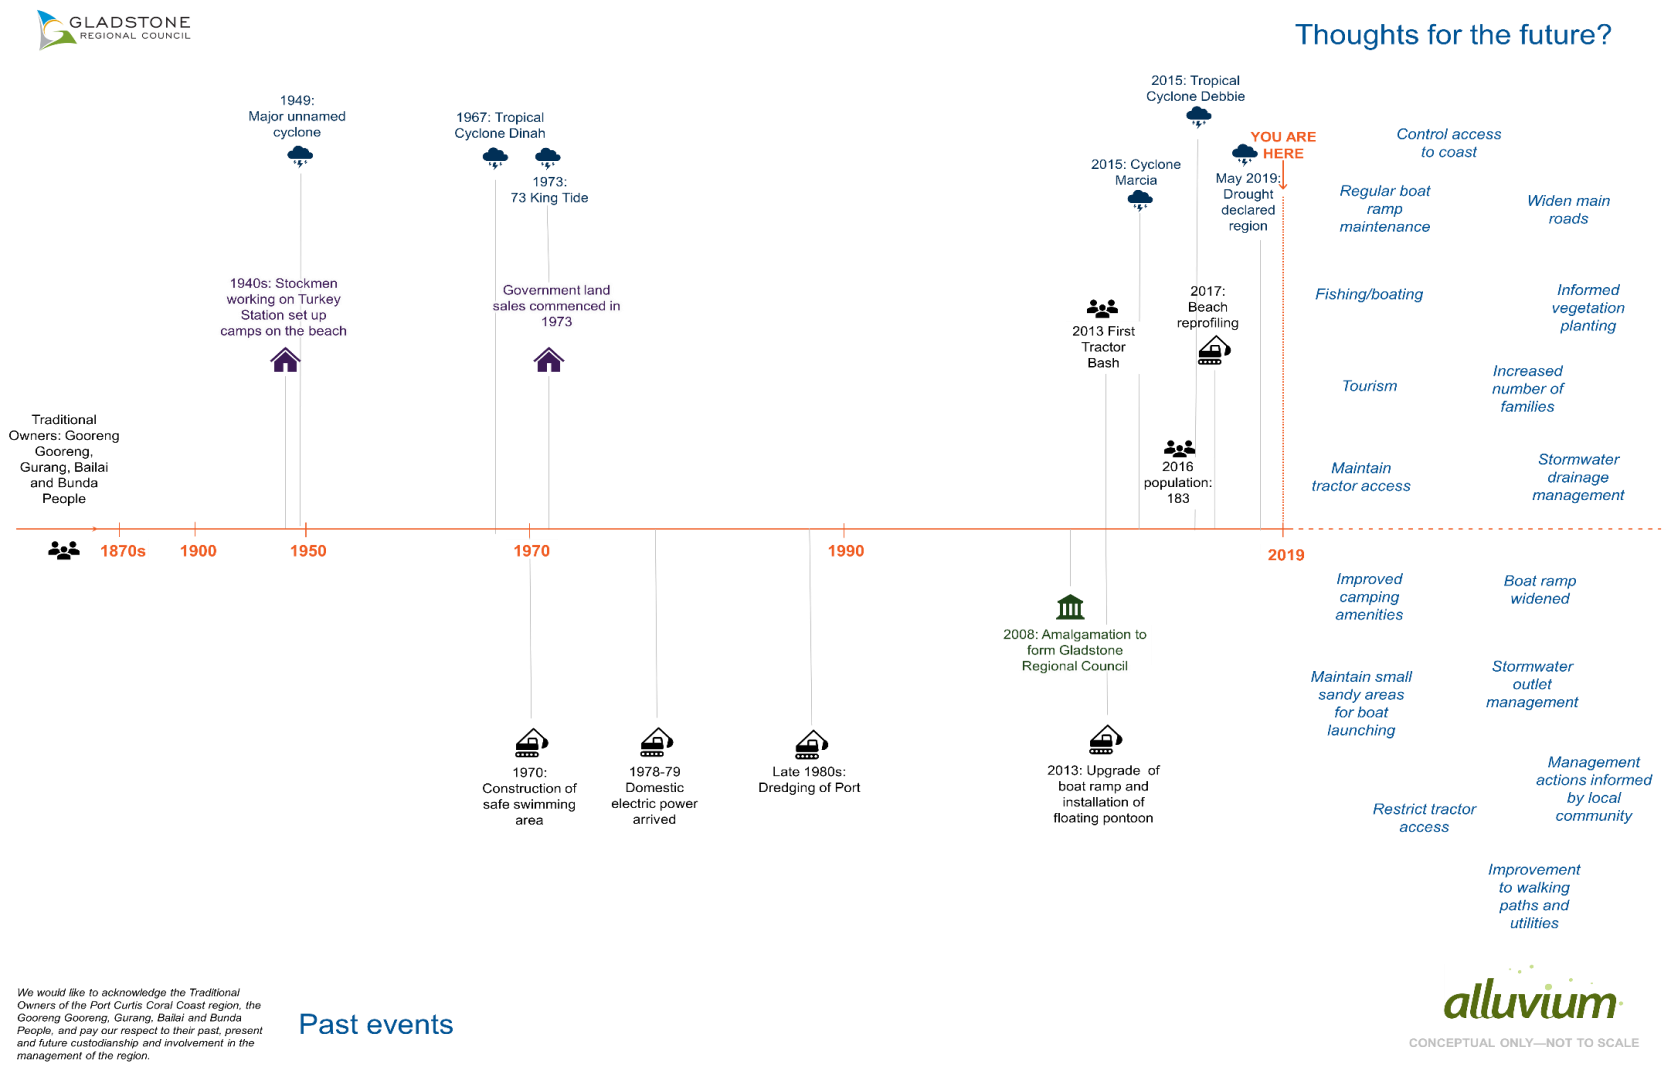 GLADSTONE
REGIONAL COUNCIL
Thoughts for the future?
1949:
Major unnamed
cyclone
1967: Tropical
Cyclone Dinah
1973:
73 King Tide
2015: Tropical
Cyclone Debbie
2015: Cyclone
Marcia
YOU ARE
HERE
May 2019:
Drought
declared
region
1940s: Stockmen
working on Turkey
Station set up
camps on the beach
Government land
sales commenced in
1973
2013 First
Tractor
Bash
2017:
Beach
reprofiling
2016
population:
183
Traditional
Owners: Gooreng
Gooreng,
Gurang, Bailai
and Bunda
People
1870s
1900
1950
1970
1990
2019
2008: Amalgamation to
form Gladstone
Regional Council
1970:
Construction of
safe swimming
area
1978-79
Domestic
electric power
arrived
Late 1980s:
Dredging of Port
2013: Upgrade of
boat ramp and
installation of
floating pontoon
Control access
to coast
Regular boat
ramp
maintenance
Widen main
roads
Fishing/boating
Informed
vegetation
planting
Tourism
Increased
number of
families
Maintain
tractor access
Stormwater
drainage
management
Improved
camping
amenities
Boat ramp
widened
Maintain small
sandy areas
for boat
launching
Stormwater
outlet
management
Management
actions informed
by local
community
Restrict tractor
access
Improvement
to walking
paths and
utilities
We would like to acknowledge the Traditional
Owners of the Port Curtis Coral Coast region, the
Gooreng Gooreng, Gurang, Bailai and Bunda
People, and pay our respect to their past, present
and future custodianship and involvement in the
management of the region.
Past events
alluvium
CONCEPTUAL ONLY—NOT TO SCALE